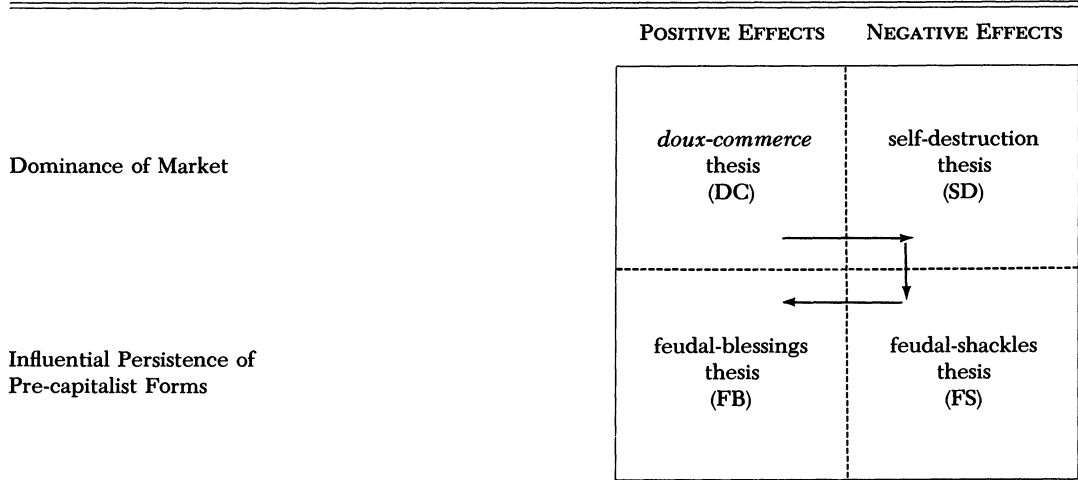 POSITIVE EFFECTS NEGATIVE EFFECTS
Dominance of Market
doux-commerce
thesis
(DC)
self-destruction
thesis
(SD)
Influential Persistence of
Pre-capitalist Forms
feudal-blessings
thesis
(FB)
feudal-shackles
thesis
(FS)